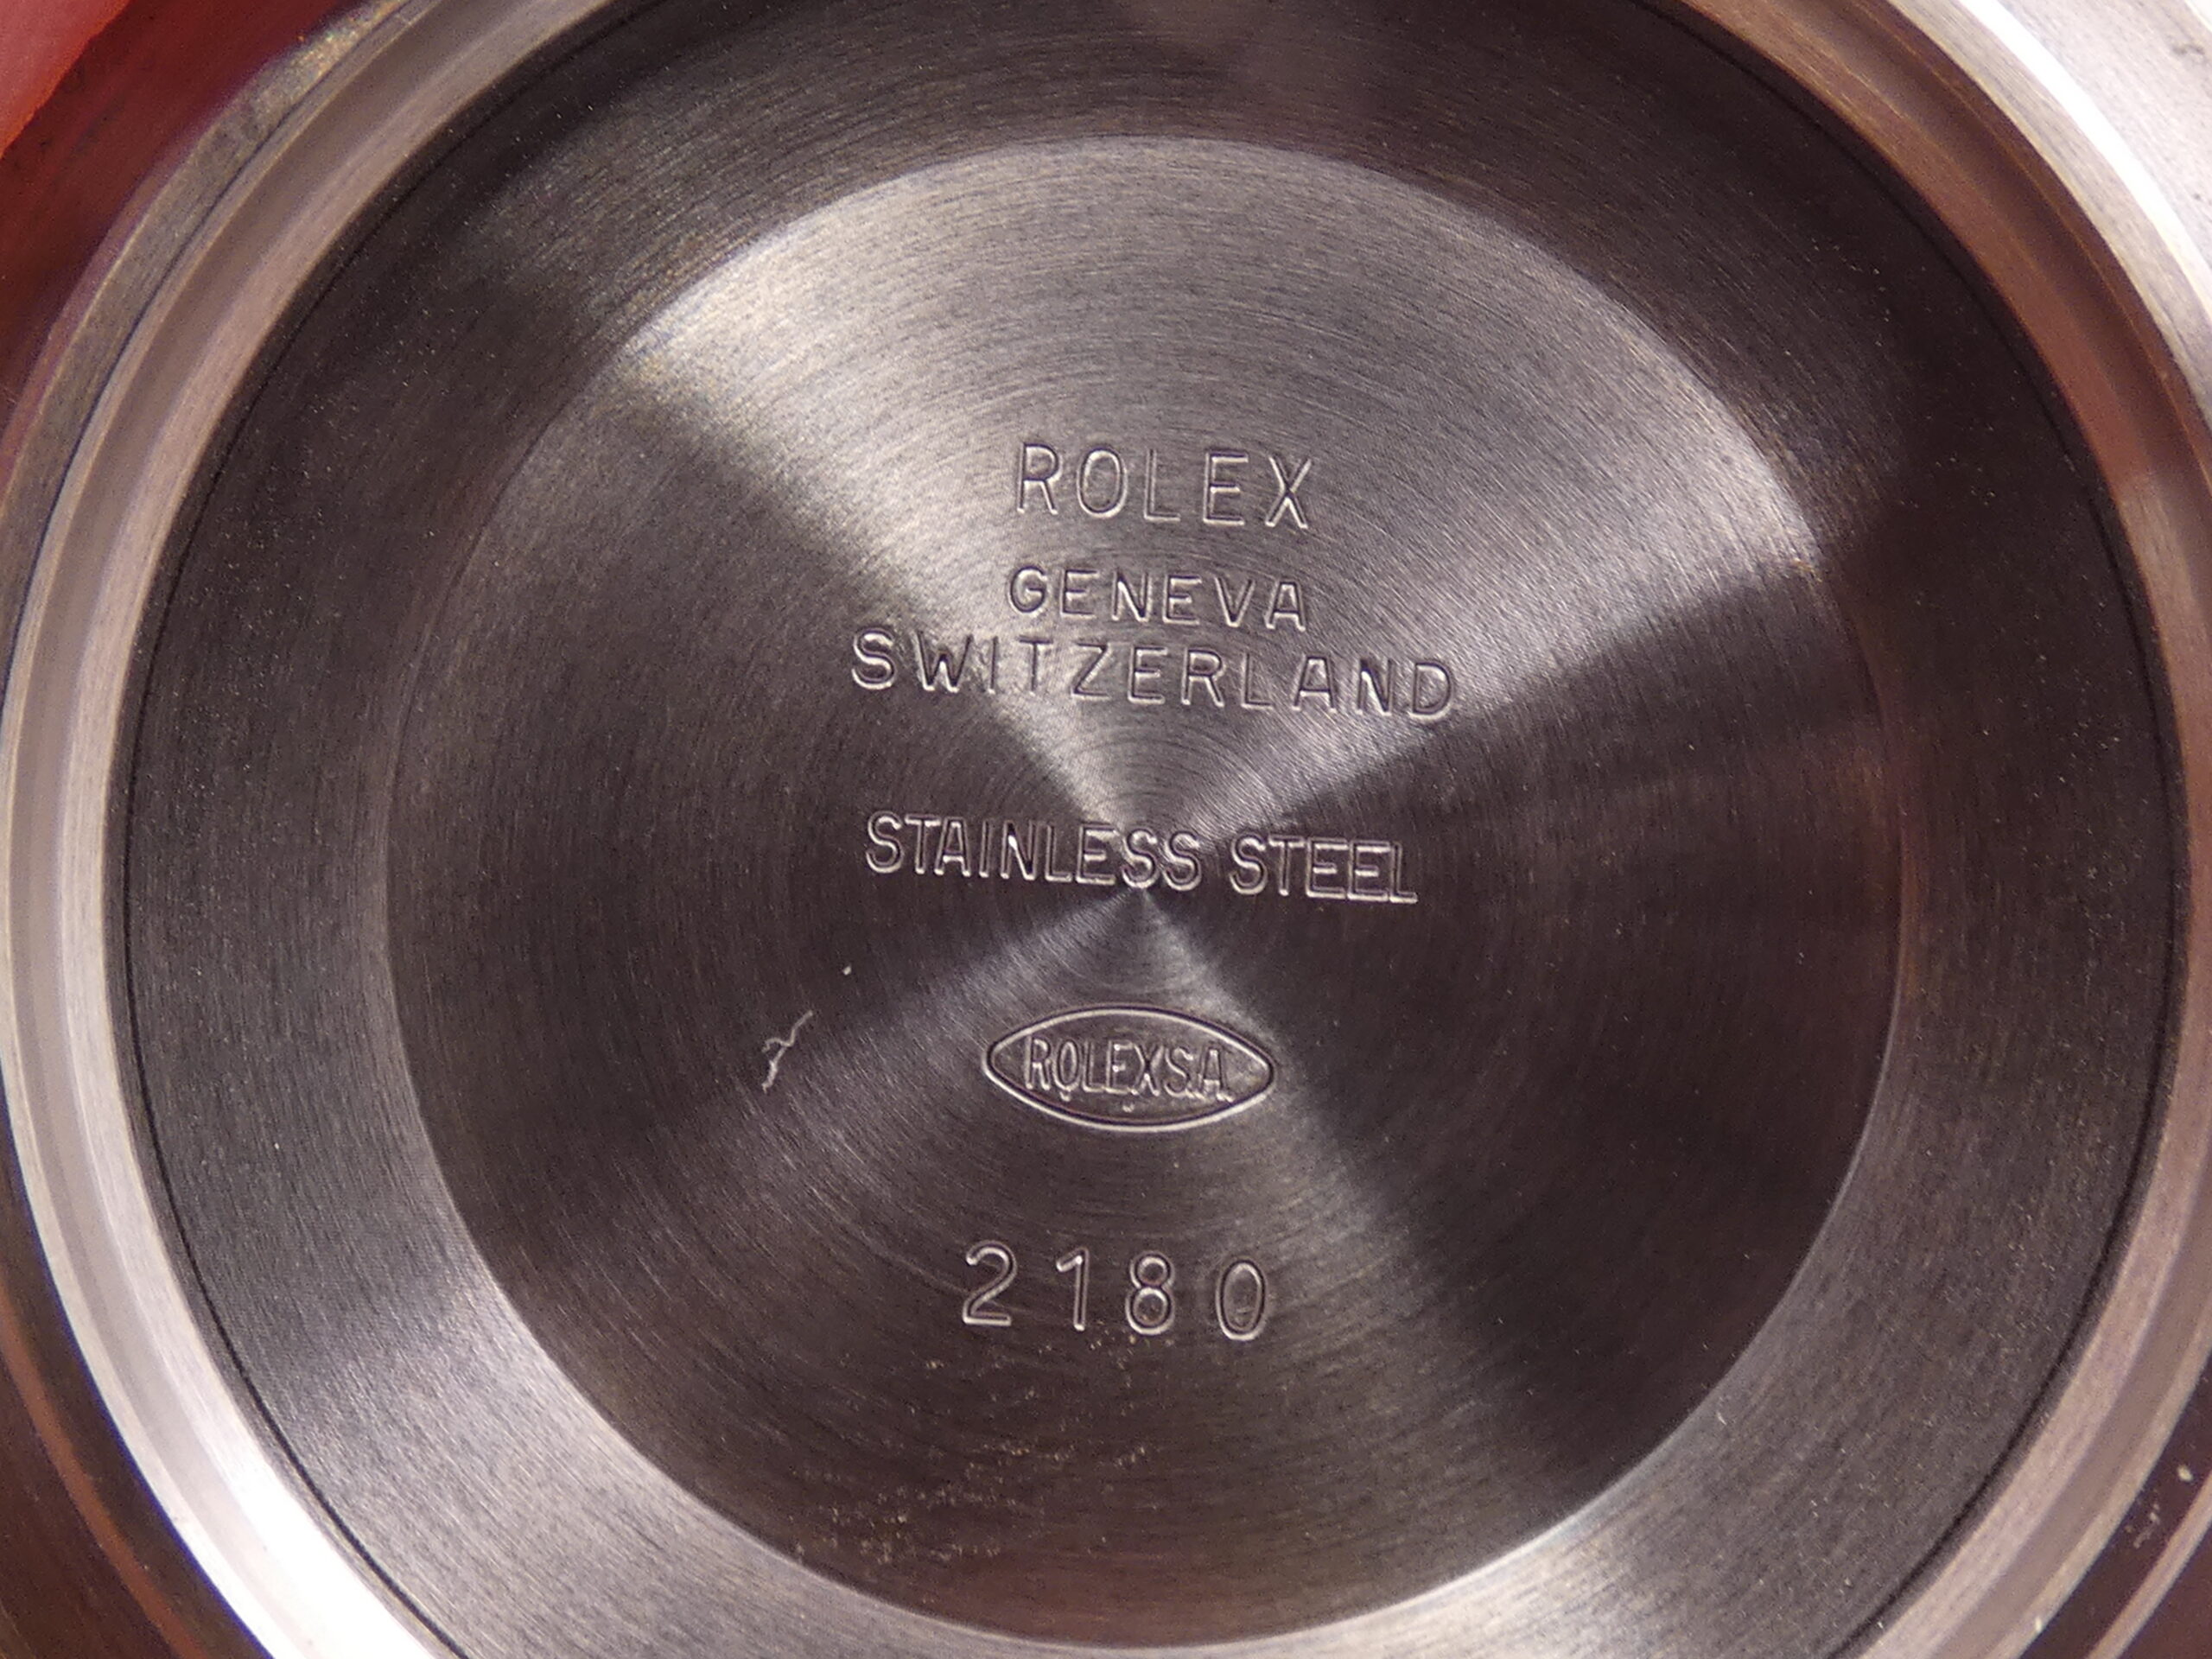 ROLEX
GENEVA
SWITZERLAND
STAINLESS STEEL
ROLEX S.A.
2180